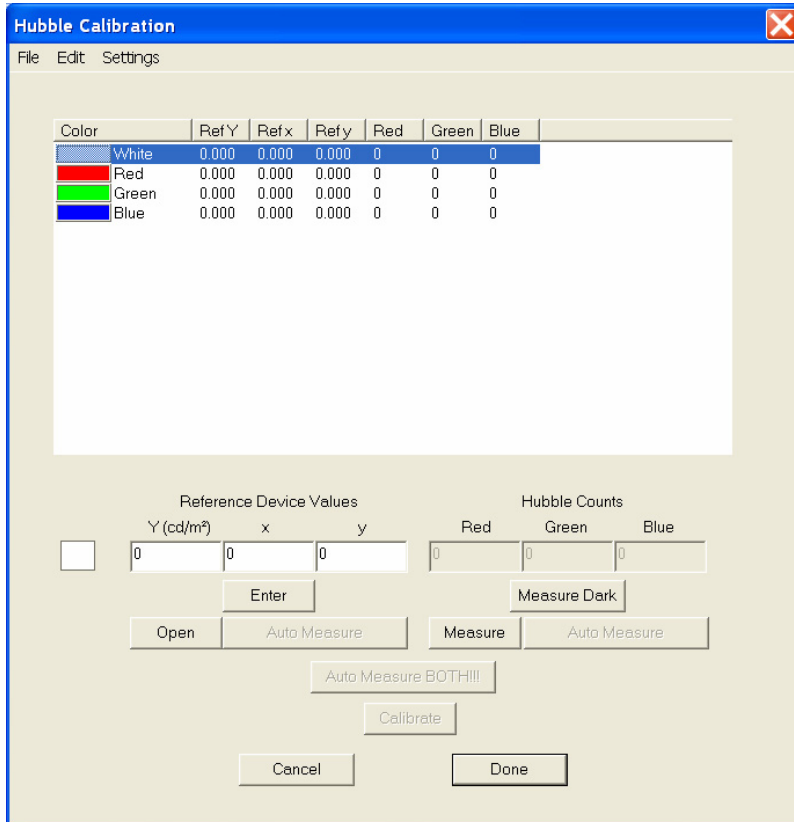 Hubble Calibration
File Edit Settings
Color Ref Y Ref x Ref y Red Green Blue
White 0.000 0.000 0.000 0 0 0
Red 0.000 0.000 0.000 0 0 0
Green 0.000 0.000 0.000 0 0 0
Blue 0.000 0.000 0.000 0 0 0
Reference Device Values Hubble Counts
Y (cd/m²) x y Red Green Blue
0 0 0 0 0 0
Enter Measure Dark
Open Auto Measure Measure Auto Measure
Auto Measure BOTH!!!
Calibrate
Cancel Done